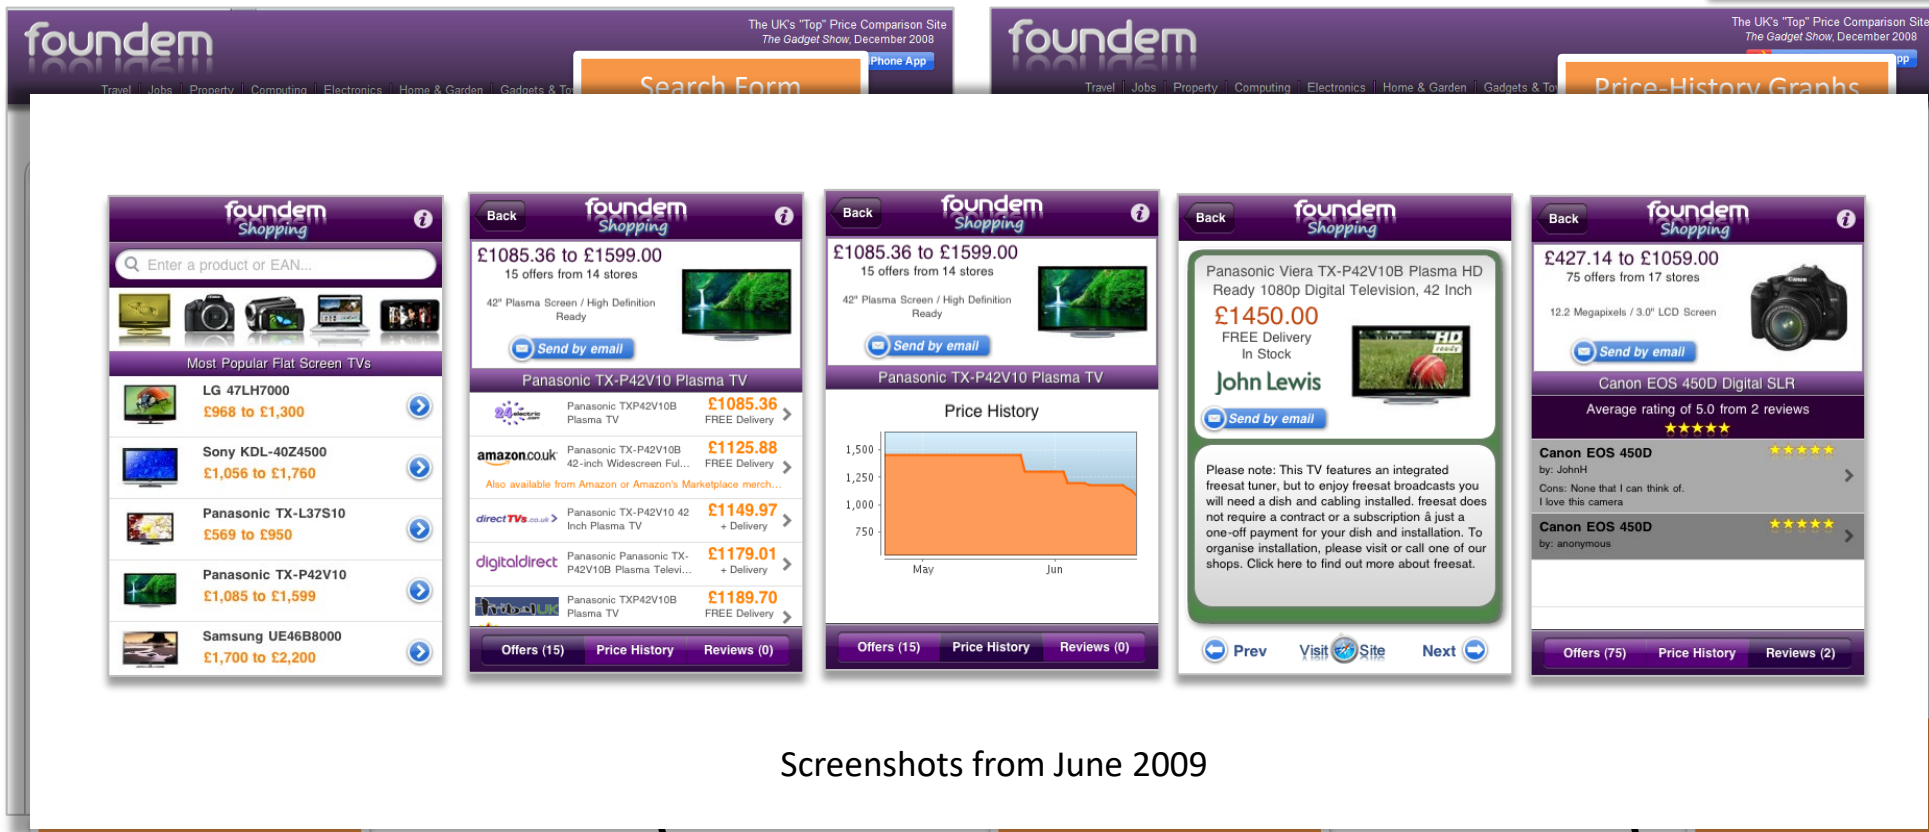 foundem
The UK's "Top" Price Comparison Site
The Gadget Show, December 2008
iPhone App
Search Form
Travel | Jobs | Property | Computing | Electronics | Home & Garden | Gadgets & To
foundem
The UK's "Top" Price Comparison Site
The Gadget Show, December 2008
pp
Price-History Graphs
Travel | Jobs | Property | Computing | Electronics | Home & Garden | Gadgets & To
foundem
Shopping
Enter a product or EAN...
Most Popular Flat Screen TVs
LG 47LH7000
£968 to £1,300
Sony KDL-40Z4500
£1,056 to £1,760
Panasonic TX-L37S10
£569 to £950
Panasonic TX-P42V10
£1,085 to £1,599
Samsung UE46B8000
£1,700 to £2,200
Back
foundem
Shopping
£1085.36 to £1599.00
15 offers from 14 stores
42" Plasma Screen / High Definition
Ready
Send by email
Panasonic TX-P42V10 Plasma TV
24electric.com
Panasonic TXP42V10B
Plasma TV
£1085.36
FREE Delivery
amazon.co.uk
Panasonic TX-P42V10B
42-inch Widescreen Ful...
£1125.88
FREE Delivery
Also available from Amazon or Amazon's Marketplace merch...
directTVs.co.uk
Panasonic TX-P42V10 42
Inch Plasma TV
£1149.97
+ Delivery
digitaldirect
Panasonic Panasonic TX-
P42V10B Plasma Televi...
£1179.01
+ Delivery
TribalUK
Panasonic TXP42V10B
Plasma TV
£1189.70
FREE Delivery
Offers (15)
Price History
Reviews (0)
Back
foundem
Shopping
£1085.36 to £1599.00
15 offers from 14 stores
42" Plasma Screen / High Definition
Ready
Send by email
Panasonic TX-P42V10 Plasma TV
Price History
1,500
1,250
1,000
750
May
Jun
Offers (15)
Price History
Reviews (0)
Back
foundem
Shopping
Panasonic Viera TX-P42V10B Plasma HD
Ready 1080p Digital Television, 42 Inch
£1450.00
FREE Delivery
In Stock
John Lewis
HD
ready
Send by email
Please note: This TV features an integrated
freesat tuner, but to enjoy freesat broadcasts you
will need a dish and cabling installed. freesat does
not require a contract or a subscription â just a
one-off payment for your dish and installation. To
organise installation, please visit or call one of our
shops. Click here to find out more about freesat.
Prev
Visit Site
Next
Back
foundem
Shopping
£427.14 to £1059.00
75 offers from 17 stores
12.2 Megapixels / 3.0" LCD Screen
Canon
Send by email
Canon EOS 450D Digital SLR
Average rating of 5.0 from 2 reviews
Canon EOS 450D
by: JohnH
Cons: None that I can think of.
I love this camera
Canon EOS 450D
by: anonymous
Offers (75)
Price History
Reviews (2)
Screenshots from June 2009